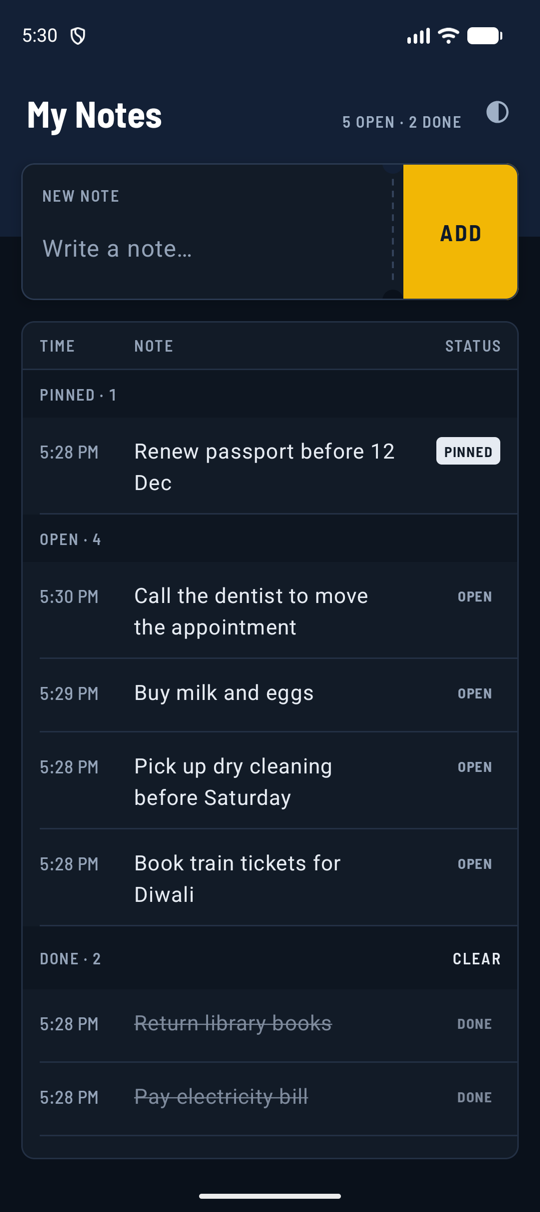 5:30
My Notes
5 OPEN · 2 DONE
NEW NOTE
Write a note…
ADD
TIME NOTE STATUS
PINNED · 1
5:28 PM Renew passport before 12 PINNED
Dec
OPEN · 4
5:30 PM Call the dentist to move OPEN
the appointment
5:29 PM Buy milk and eggs OPEN
5:28 PM Pick up dry cleaning OPEN
before Saturday
5:28 PM Book train tickets for OPEN
Diwali
DONE · 2 CLEAR
5:28 PM Return library books DONE
5:28 PM Pay electricity bill DONE